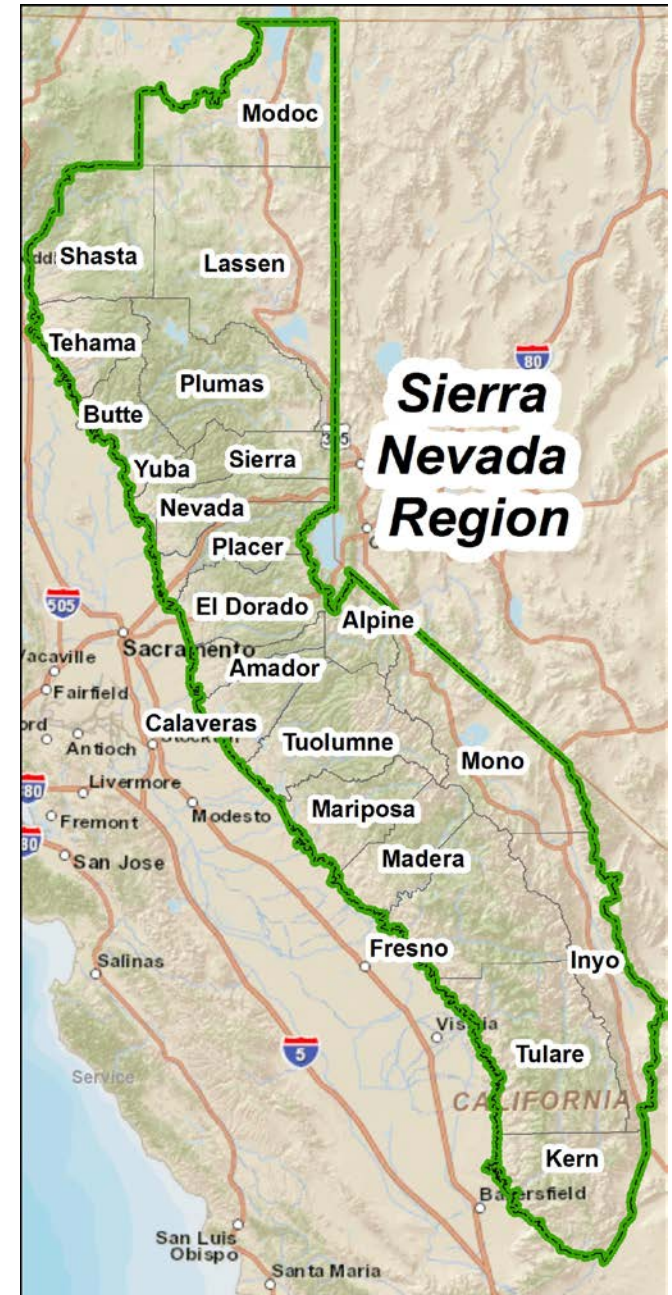 Modoc
Shasta
Lassen
Tehama
Plumas
80
Sierra
Nevada
Region
Butte
Sierra
Yuba
Nevada
Placer
505
El Dorado
Alpine
Sacramento
Vacaville
Amador
Fairfield
Calaveras
Antioch
Tuolumne
Mono
Livermore
Mariposa
Modesto
Fremont
Madera
San Jose
Fresno
Inyo
Salinas
5
Tulare
Service
CALIFORNIA
Kern
Bakersfield
San Luis
Obispo
Santa Maria